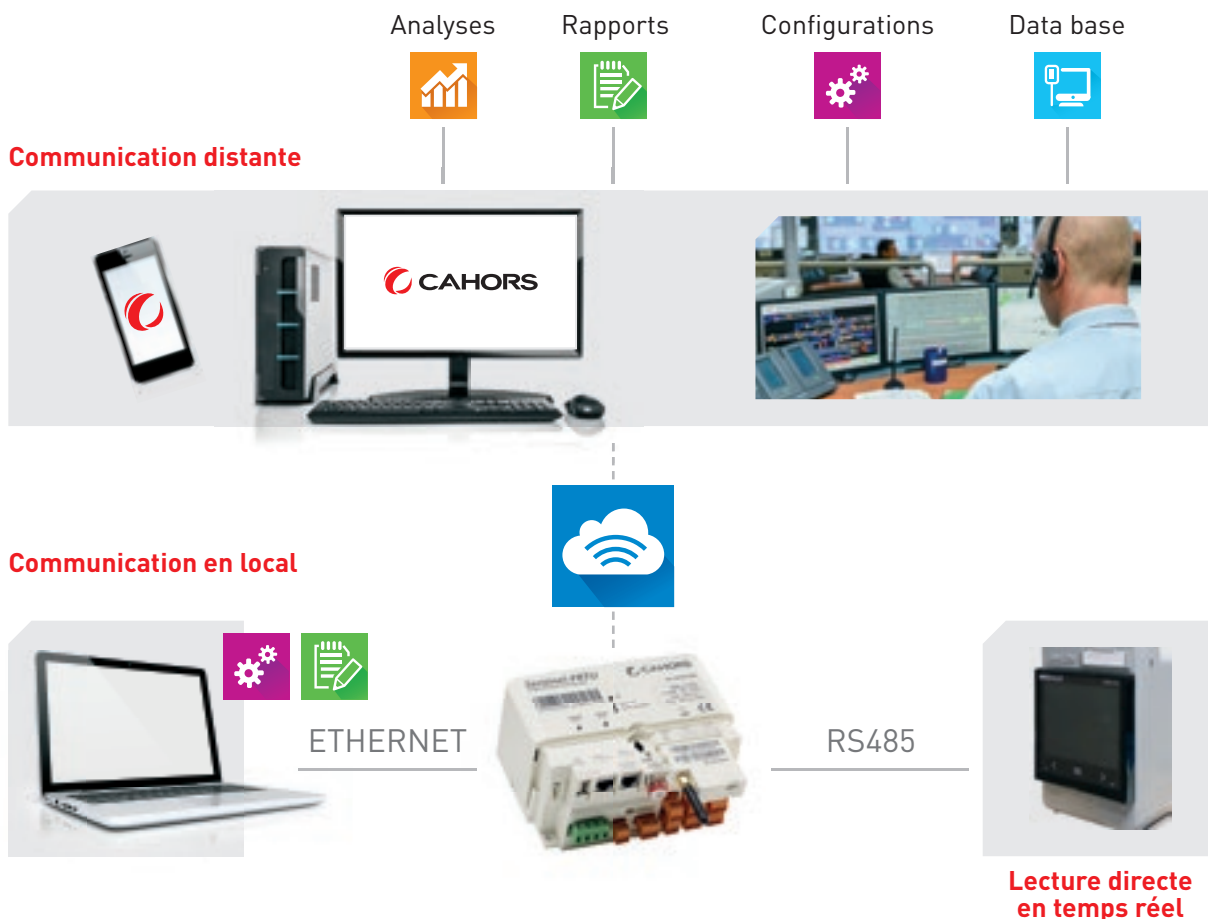 Analyses
Rapports
Configurations
Data base
Communication distante
CAHORS
Communication en local
CAHORS
ETHERNET
RS485
Lecture directe
en temps réel